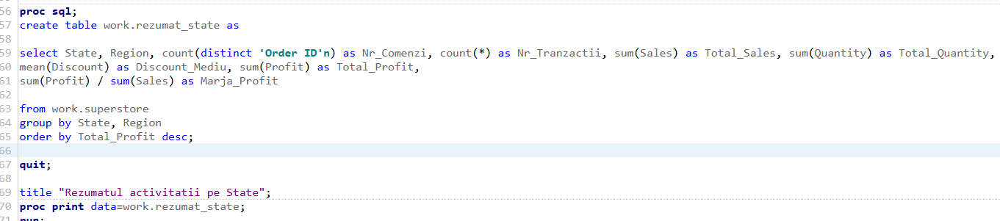 56 proc sql;
57 create table work.rezumat_state as
58
59 select State, Region, count(distinct 'Order ID'n) as Nr_Comenzi, count(*) as Nr_Tranzactii, sum(Sales) as Total_Sales, sum(Quantity) as Total_Quantity,
60 mean(Discount) as Discount_Mediu, sum(Profit) as Total_Profit,
61 sum(Profit) / sum(Sales) as Marja_Profit
62
63 from work.superstore
64 group by State, Region
65 order by Total_Profit desc;
66
67 quit;
68
69 title "Rezumatul activitatii pe State";
70 proc print data=work.rezumat_state;
71 run;